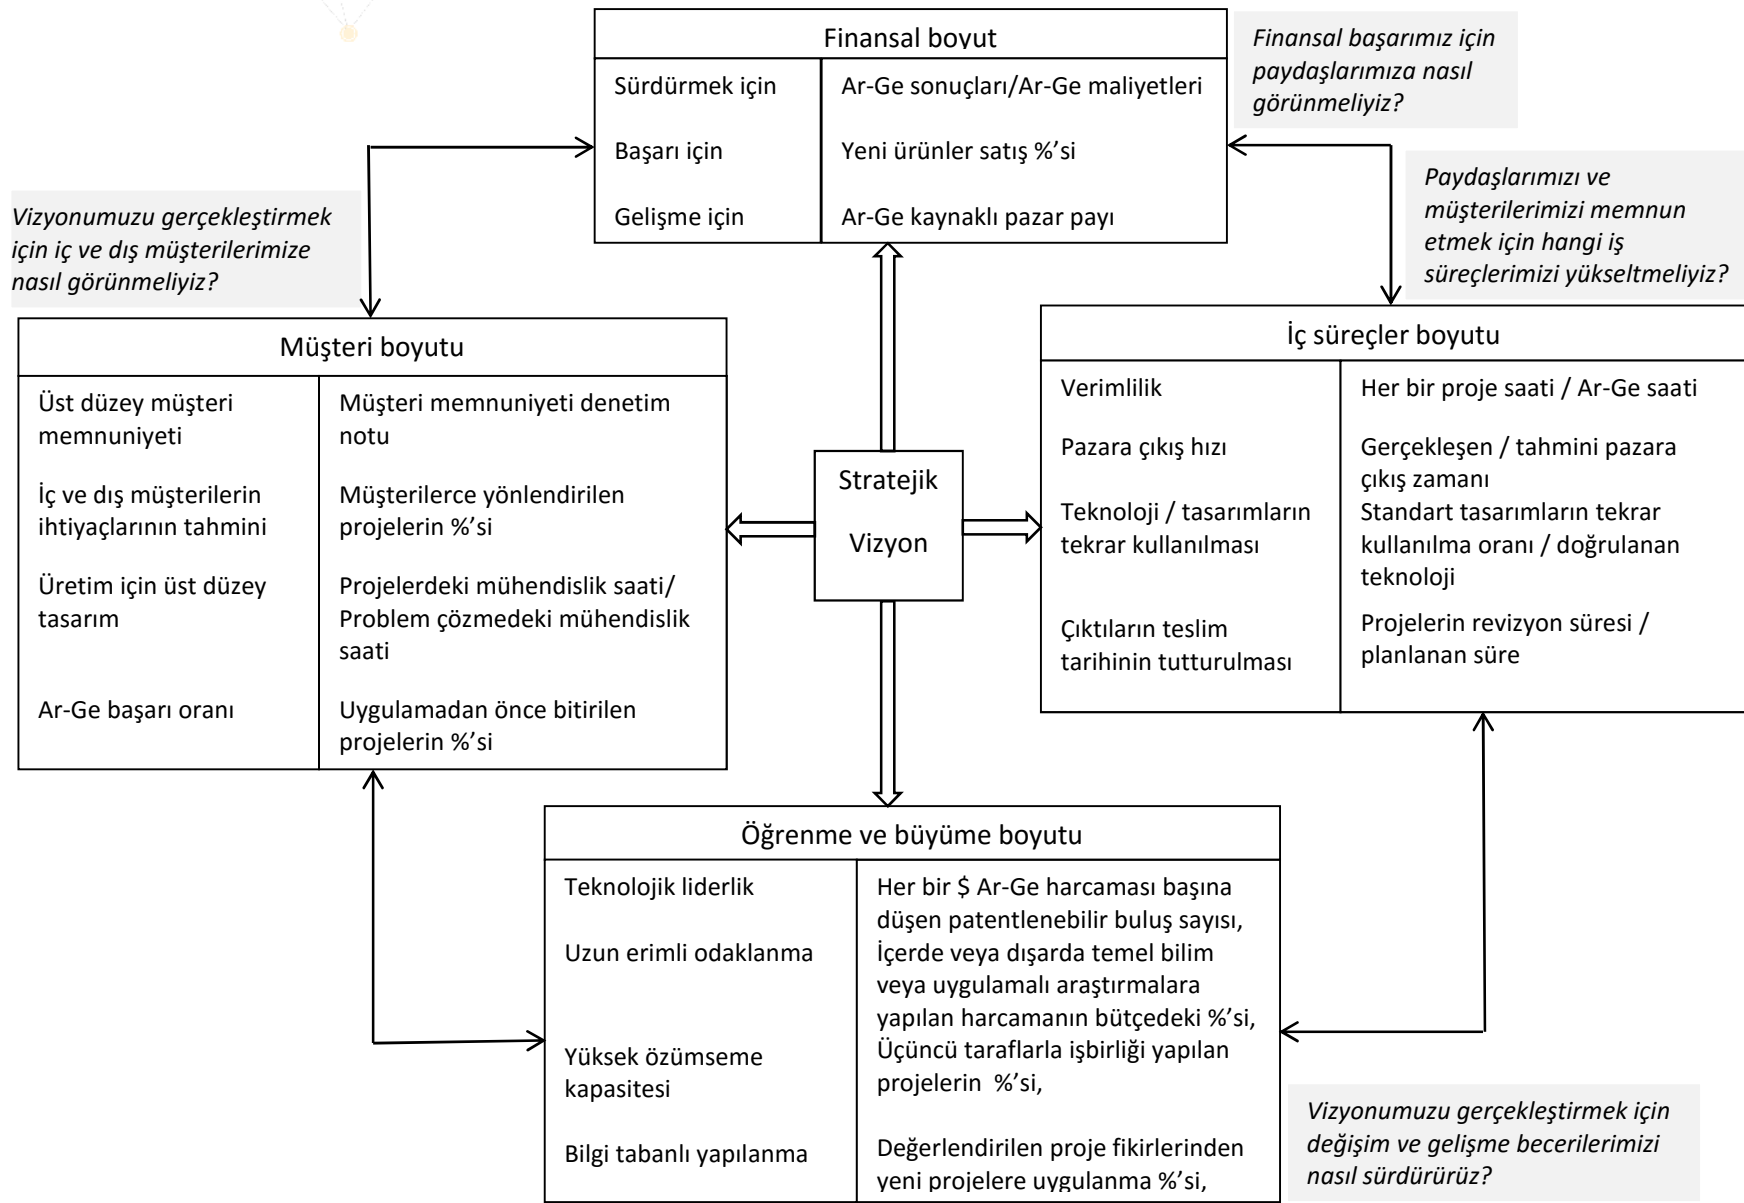 Finansal boyut
Sürdürmek için
Ar-Ge sonuçları/Ar-Ge maliyetleri
Başarı için
Yeni ürünler satış %'si
Gelişme için
Ar-Ge kaynaklı pazar payı
Finansal başarımız için
paydaşlarımıza nasıl
görünmeliyiz?
Vizyonumuzu gerçekleştirmek
için iç ve dış müşterilerimize
nasıl görünmeliyiz?
Paydaşlarımızı ve
müşterilerimizi memnun
etmek için hangi iş
süreçlerimizi yükseltmeliyiz?
Müşteri boyutu
Üst düzey müşteri
memnuniyeti
Müşteri memnuniyeti denetim
notu
İç ve dış müşterilerin
ihtiyaçlarının tahmini
Müşterilerce yönlendirilen
projelerin %'si
Üretim için üst düzey
tasarım
Projelerdeki mühendislik saati/
Problem çözmedeki mühendislik
saati
Ar-Ge başarı oranı
Uygulamadan önce bitirilen
projelerin %'si
Stratejik
Vizyon
İç süreçler boyutu
Verimlilik
Her bir proje saati / Ar-Ge saati
Pazara çıkış hızı
Gerçekleşen / tahmini pazara
çıkış zamanı
Teknoloji / tasarımların
tekrar kullanılması
Standart tasarımların tekrar
kullanılma oranı / doğrulanan
teknoloji
Çıktıların teslim
tarihinin tutturulması
Projelerin revizyon süresi /
planlanan süre
Öğrenme ve büyüme boyutu
Teknolojik liderlik
Her bir $ Ar-Ge harcaması başına
düşen patentlenebilir buluş sayısı,
Uzun erimli odaklanma
İçerde veya dışarda temel bilim
veya uygulamalı araştırmalara
yapılan harcamanın bütçedeki %'si,
Yüksek özümseme
kapasitesi
Üçüncü taraflarla işbirliği yapılan
projelerin %'si,
Bilgi tabanlı yapılanma
Değerlendirilen proje fikirlerinden
yeni projelere uygulanma %'si,
Vizyonumuzu gerçekleştirmek için
değişim ve gelişme becerilerimizi
nasıl sürdürürüz?